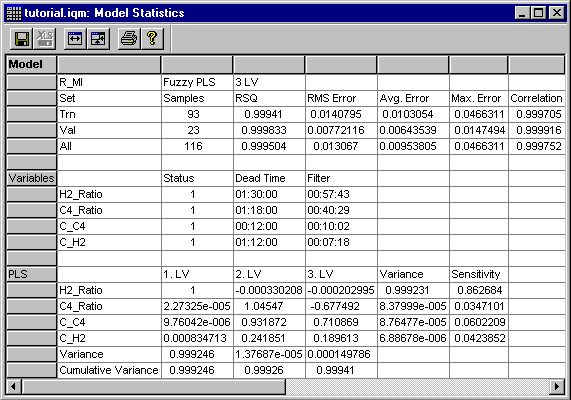 tutorial.iqm: Model Statistics
XLS
Model
R_MI Fuzzy PLS 3 LV
Set Samples RSQ RMS Error Avg. Error Max. Error Correlation
Trn 93 0.99941 0.0140795 0.0103054 0.0466311 0.999705
Val 23 0.999833 0.00772116 0.00643539 0.0147494 0.999916
All 116 0.999504 0.013067 0.00953805 0.0466311 0.999752
Variables Status Dead Time Filter
H2_Ratio 1 01:30:00 00:57:43
C4_Ratio 1 01:18:00 00:40:29
C_C4 1 00:12:00 00:10:02
C_H2 1 01:12:00 00:07:18
PLS 1. LV 2. LV 3. LV Variance Sensitivity
H2_Ratio 1 -0.000330208 -0.000202995 0.999231 0.862684
C4_Ratio 2.27325e-005 1.04547 -0.677492 8.37999e-005 0.0347101
C_C4 9.76042e-006 0.931872 0.710869 8.76477e-005 0.0602209
C_H2 0.000834713 0.241851 0.189613 6.88678e-006 0.0423852
Variance 0.999246 1.37687e-005 0.000149786
Cumulative Variance 0.999246 0.99926 0.99941